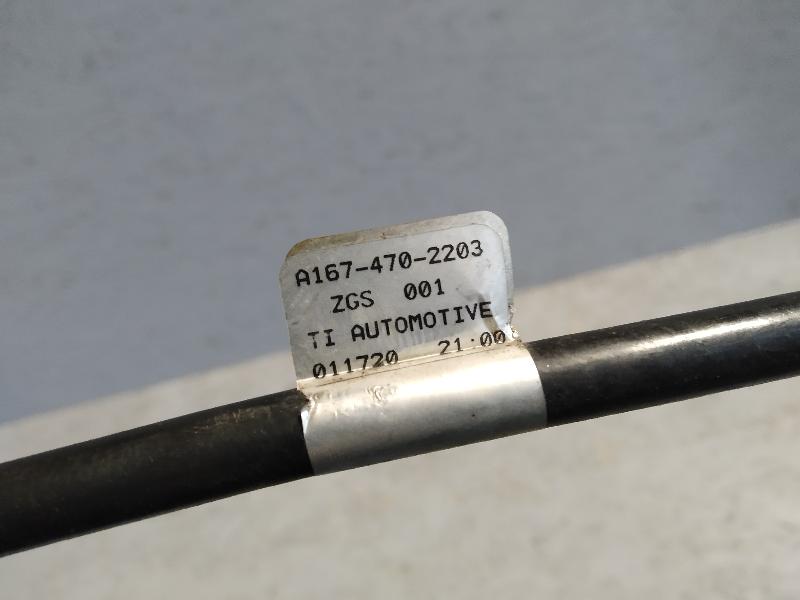 A167-470-2203
ZGS 001
TI AUTOMOTIVE
011720 21:00